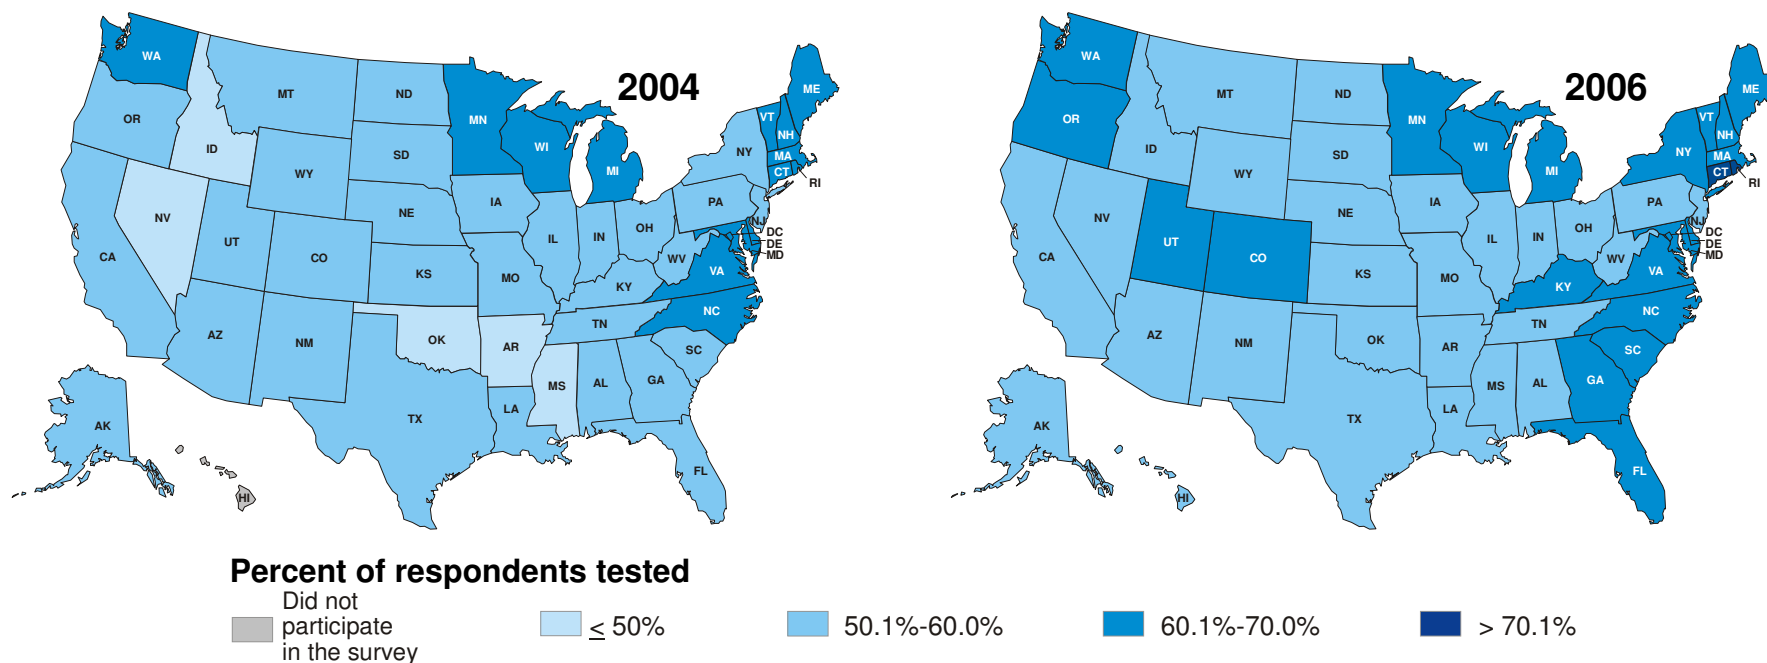 2004
WA
MT
ND
MN
ME
OR
ID
SD
WI
VT
NH
NY
MA
CT
RI
MI
WY
IA
PA
NV
NE
NJ
IL
IN
OH
DC
DE
MD
CA
UT
CO
KS
MO
WV
VA
KY
AZ
NM
OK
AR
TN
NC
SC
MS
AL
GA
TX
LA
FL
AK
HI
2006
WA
MT
ND
MN
ME
OR
ID
SD
WI
VT
NH
NY
MA
CT
RI
MI
WY
IA
PA
NV
NE
NJ
IL
IN
OH
DC
DE
MD
CA
UT
CO
KS
MO
WV
VA
KY
AZ
NM
OK
AR
TN
NC
SC
MS
AL
GA
TX
LA
FL
AK
HI
Percent of respondents tested
Did not
participate
in the survey
≤ 50%
50.1%-60.0%
60.1%-70.0%
> 70.1%